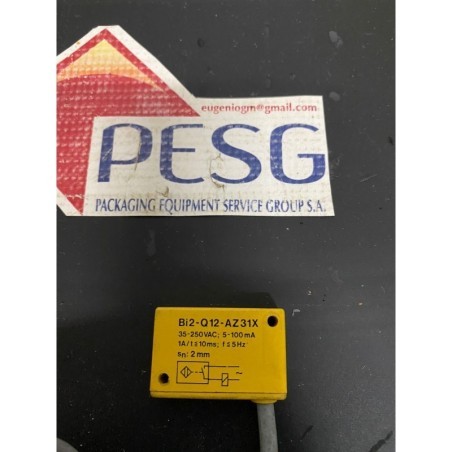 eugeniogm@gmail.com
PESG
PACKAGING EQUIPMENT SERVICE GROUP S.A.
Bi2-Q12-AZ31X
35-250VAC; 5-100mA
1A/t≤10ms; f≤5Hz
sn: 2mm